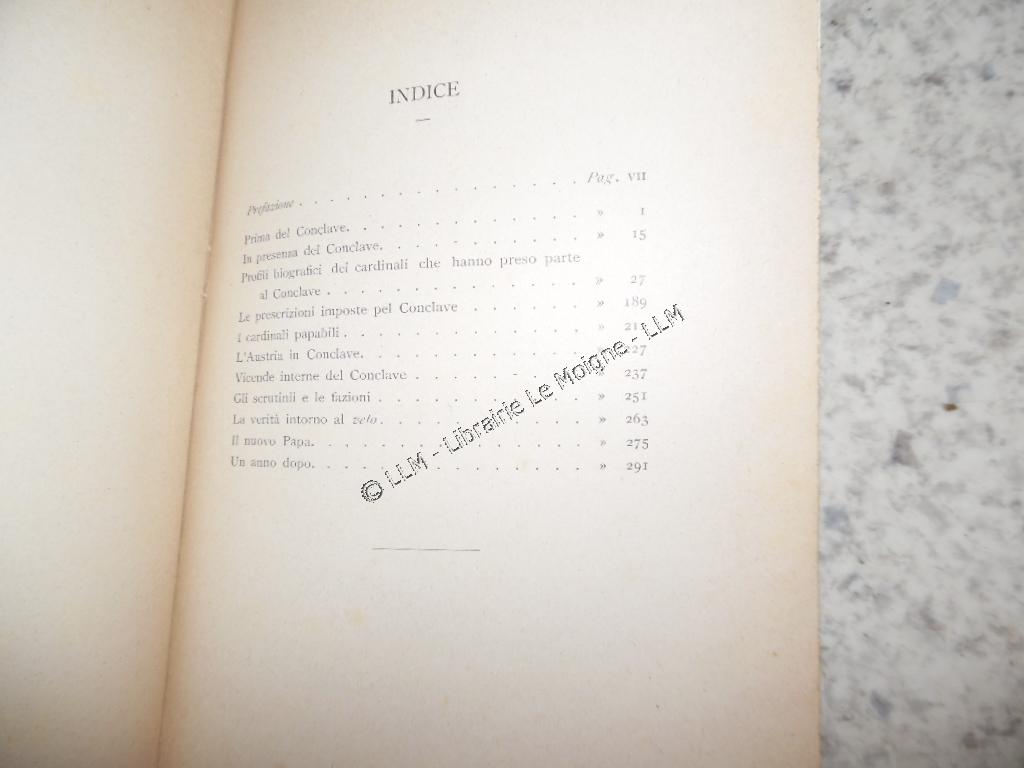 INDICE
Prefazione . . . . . . . . . . . . . Pag. VII
Prima del Conclave. . . . . . . . . . . . » 1
In presenza del Conclave. . . . . . . . . . » 15
Profili biografici dei cardinali che hanno preso parte
al Conclave . . . . . . . . . . . . » 27
Le prescrizioni imposte pel Conclave . . . . . . » 189
I cardinali papabili . . . . . . . . . . . . »
L'Austria in Conclave. . . . . . . . . . .
Vicende interne del Conclave . . . . . . . . » 237
Gli scrutinii e le fazioni . . . . . . . . . . » 251
La verità intorno al veto. . . . . . . . . . » 263
Il nuovo Papa. . . . . . . . . . . . . » 275
Un anno dopo. . . . . . . . . . . . . » 291
© LLM - Librairie Le Moigne - LLM